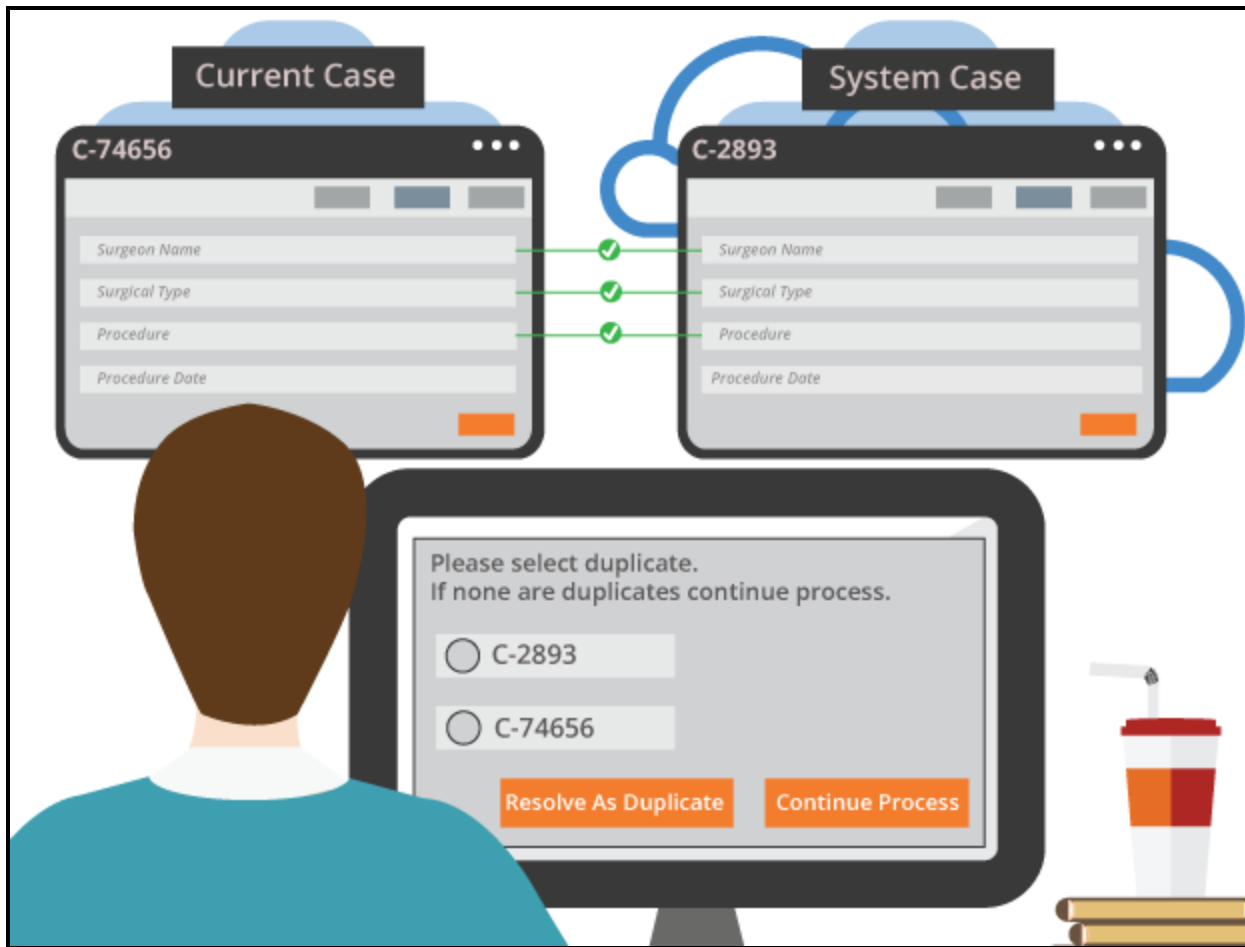 Current Case
System Case
C-74656
C-2893
Surgeon Name
Surgeon Name
Surgical Type
Surgical Type
Procedure
Procedure
Procedure Date
Procedure Date
Please select duplicate.
If none are duplicates continue process.
C-2893
C-74656
Resolve As Duplicate
Continue Process